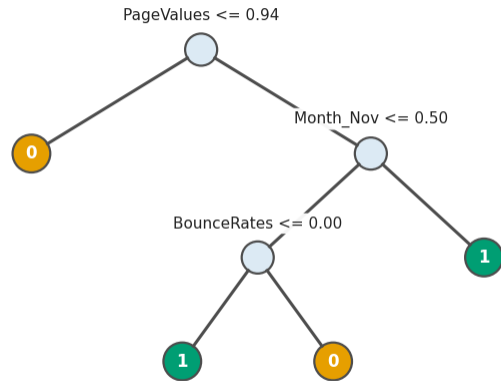 PageValues <= 0.94
Month_Nov <= 0.50
0
BounceRates <= 0.00
1
1
0